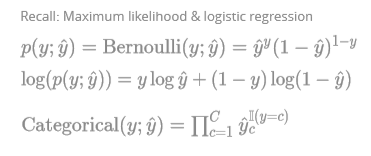 Recall: Maximum likelihood & logistic regression
p(y; ŷ) = Bernoulli(y; ŷ) = ŷ^y (1 − ŷ)^{1−y}
log(p(y; ŷ)) = y log ŷ + (1 − y) log(1 − ŷ)
Categorical(y; ŷ) = ∏_{c=1}^{C} ŷ_c^{𝕀(y=c)}